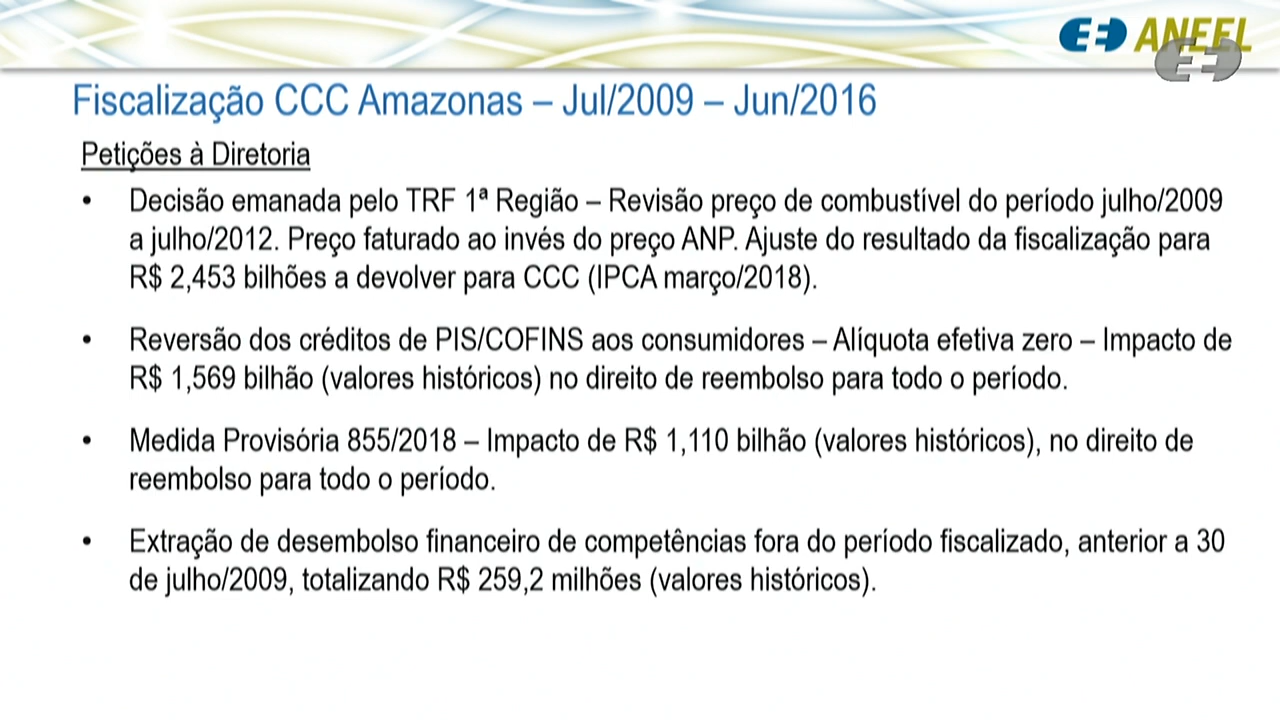 ANEEL
Fiscalização CCC Amazonas – Jul/2009 – Jun/2016
Petições à Diretoria
• Decisão emanada pelo TRF 1ª Região – Revisão preço de combustível do período julho/2009
a julho/2012. Preço faturado ao invés do preço ANP. Ajuste do resultado da fiscalização para
R$ 2,453 bilhões a devolver para CCC (IPCA março/2018).
• Reversão dos créditos de PIS/COFINS aos consumidores – Alíquota efetiva zero – Impacto de
R$ 1,569 bilhão (valores históricos) no direito de reembolso para todo o período.
• Medida Provisória 855/2018 – Impacto de R$ 1,110 bilhão (valores históricos), no direito de
reembolso para todo o período.
• Extração de desembolso financeiro de competências fora do período fiscalizado, anterior a 30
de julho/2009, totalizando R$ 259,2 milhões (valores históricos).